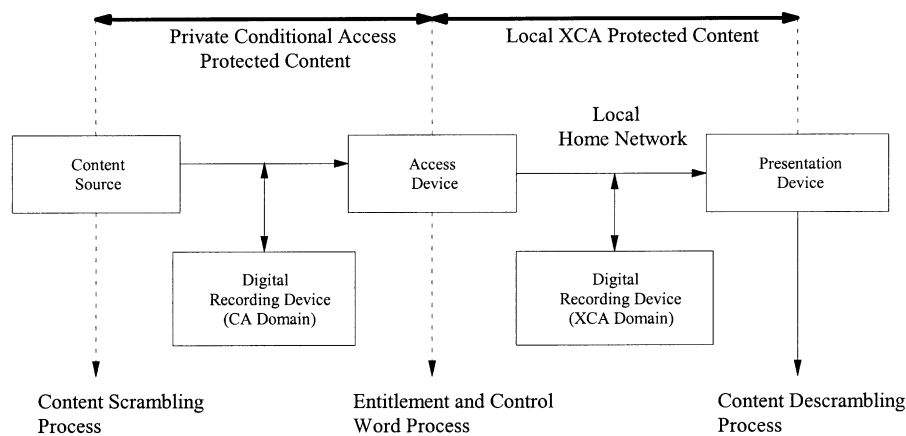 Private Conditional Access
Protected Content
Local XCA Protected Content
Local
Home Network
Content
Source
Access
Device
Presentation
Device
Digital
Recording Device
(CA Domain)
Digital
Recording Device
(XCA Domain)
Content Scrambling
Process
Entitlement and Control
Word Process
Content Descrambling
Process